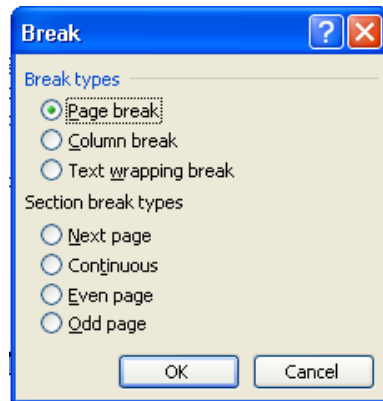 Break
?
Break types
Page break
Column break
Text wrapping break
Section break types
Next page
Continuous
Even page
Odd page
OK Cancel